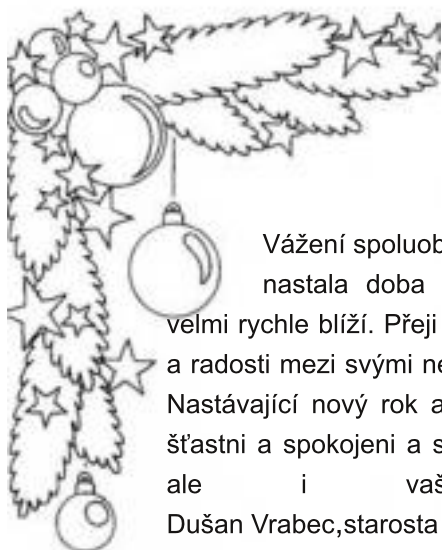 Vážení spoluob
nastala doba
velmi rychle blíží. Přeji
a radosti mezi svými ne
Nastávající nový rok a
šťastni a spokojeni a s
ale i vaš
Dušan Vrabec,starosta